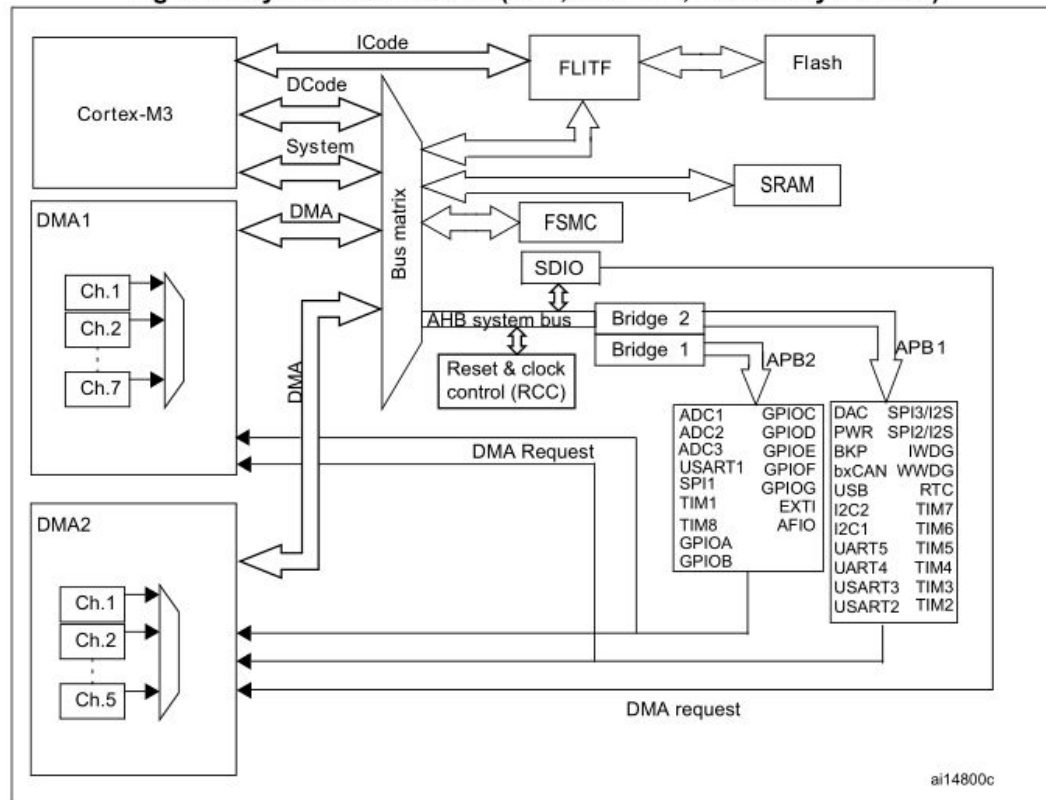 ICode
FLITF
Flash
Cortex-M3
DCode
System
Bus matrix
SRAM
DMA1
DMA
FSMC
SDIO
Ch.1
Ch.2
Ch.7
AHB system bus
Bridge 2
Bridge 1
APB2
APB1
Reset & clock
control (RCC)
DMA
ADC1 GPIOC
ADC2 GPIOD
ADC3 GPIOE
USART1 GPIOF
SPI1 GPIOG
TIM1 EXTI
TIM8 AFIO
GPIOA
GPIOB
DAC SPI3/I2S
PWR SPI2/I2S
BKP IWDG
bxCAN WWDG
USB RTC
I2C2 TIM7
I2C1 TIM6
UART5 TIM5
UART4 TIM4
USART3 TIM3
USART2 TIM2
DMA Request
DMA2
Ch.1
Ch.2
Ch.5
DMA request
ai14800c